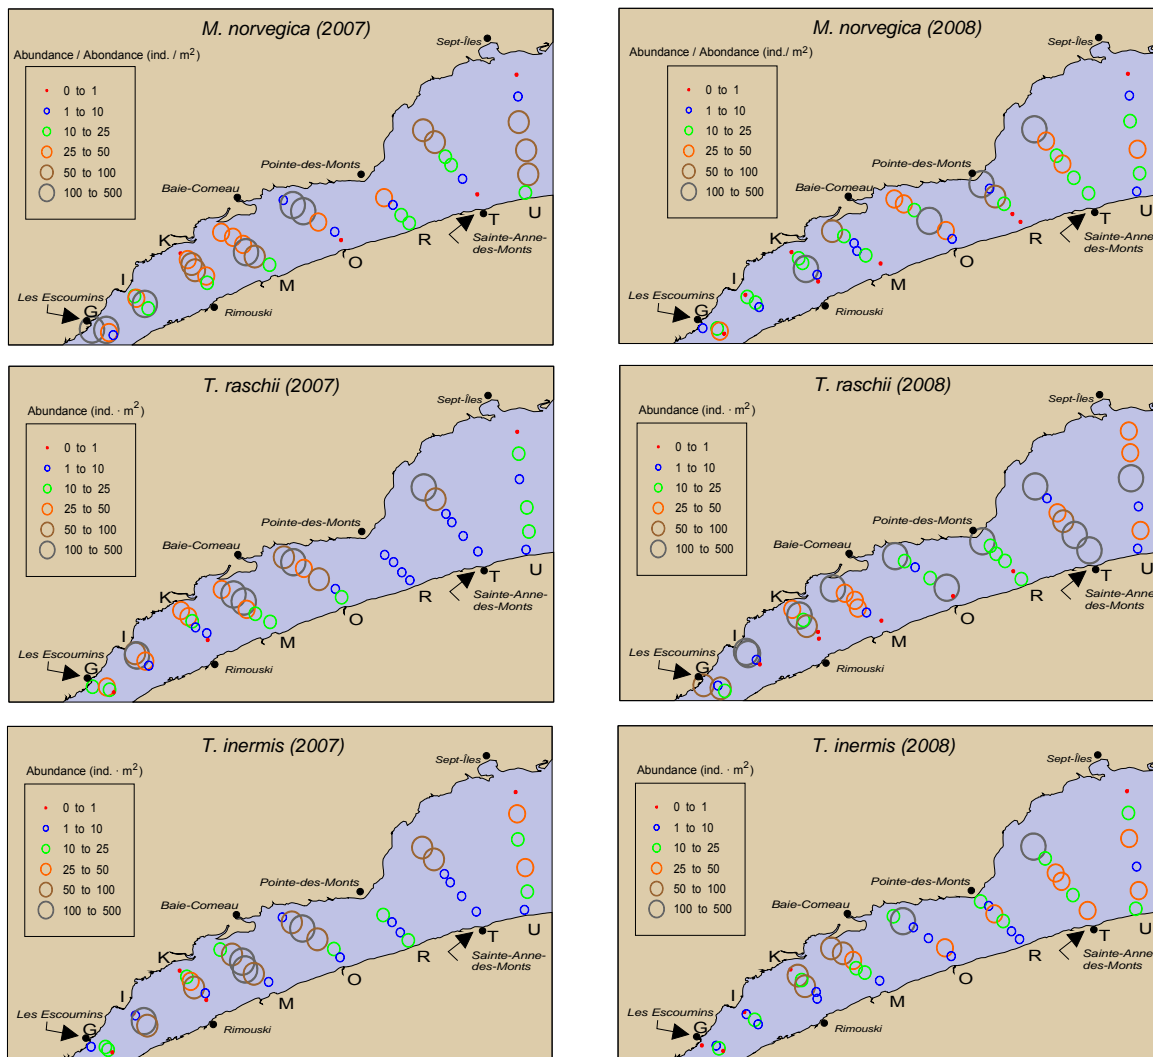 M. norvegica (2007)
Abundance / Abondance (ind. / m²)
0 to 1
1 to 10
10 to 25
25 to 50
50 to 100
100 to 500
Sept-Îles
Pointe-des-Monts
Baie-Comeau
Les Escoumins
Rimouski
Sainte-Anne-
des-Monts
G
I
K
M
O
R
T
U
M. norvegica (2008)
Abundance / Abondance (ind. / m²)
0 to 1
1 to 10
10 to 25
25 to 50
50 to 100
100 to 500
Sept-Îles
Pointe-des-Monts
Baie-Comeau
Les Escoumins
Rimouski
Sainte-Anne-
des-Monts
G
I
K
M
O
R
T
U
T. raschii (2007)
Abundance (ind. · m²)
0 to 1
1 to 10
10 to 25
25 to 50
50 to 100
100 to 500
Sept-Îles
Pointe-des-Monts
Baie-Comeau
Les Escoumins
Rimouski
Sainte-Anne-
des-Monts
G
I
K
M
O
R
T
U
T. raschii (2008)
Abundance (ind. · m²)
0 to 1
1 to 10
10 to 25
25 to 50
50 to 100
100 to 500
Sept-Îles
Pointe-des-Monts
Baie-Comeau
Les Escoumins
Rimouski
Sainte-Anne-
des-Monts
G
I
K
M
O
R
T
U
T. inermis (2007)
Abundance (ind. · m²)
0 to 1
1 to 10
10 to 25
25 to 50
50 to 100
100 to 500
Sept-Îles
Pointe-des-Monts
Baie-Comeau
Les Escoumins
Rimouski
Sainte-Anne-
des-Monts
G
I
K
M
O
R
T
U
T. inermis (2008)
Abundance (ind. · m²)
0 to 1
1 to 10
10 to 25
25 to 50
50 to 100
100 to 500
Sept-Îles
Pointe-des-Monts
Baie-Comeau
Les Escoumins
Rimouski
Sainte-Anne-
des-Monts
G
I
K
M
O
R
T
U